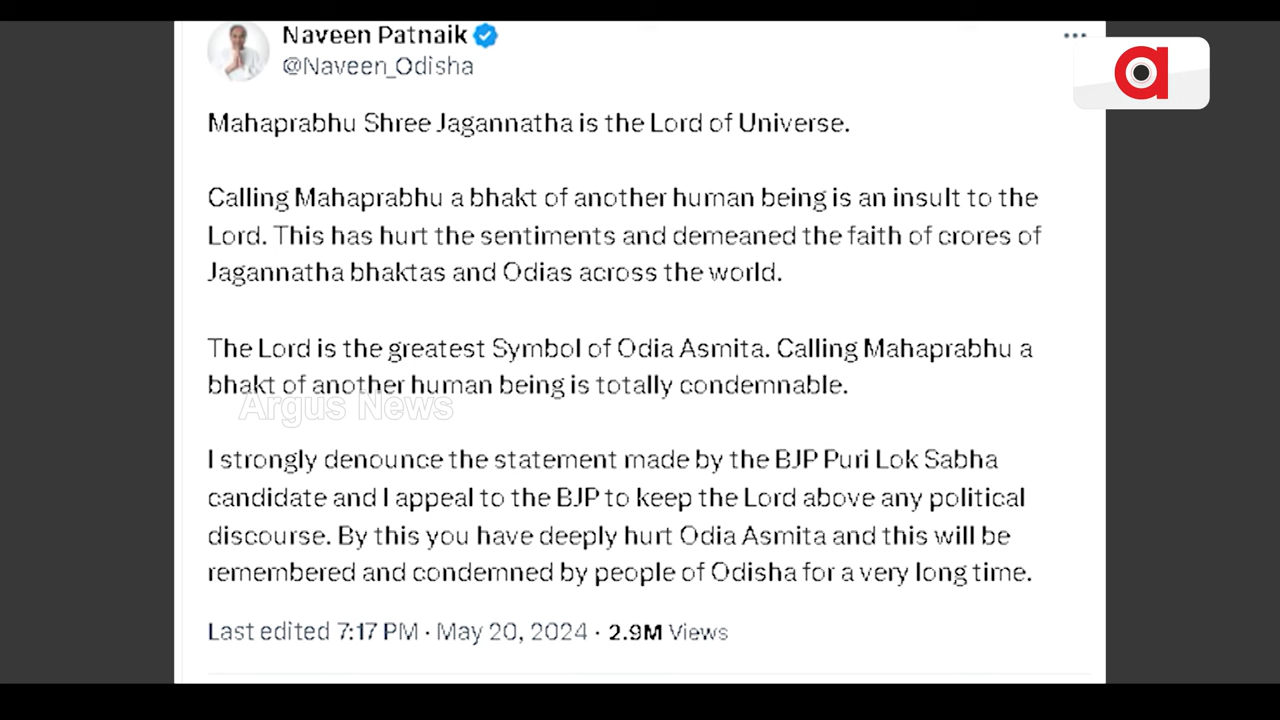 Naveen Patnaik
@Naveen_Odisha
a
Mahaprabhu Shree Jagannatha is the Lord of Universe.
Calling Mahaprabhu a bhakt of another human being is an insult to the
Lord. This has hurt the sentiments and demeaned the faith of crores of
Jagannatha bhaktas and Odias across the world.
The Lord is the greatest Symbol of Odia Asmita. Calling Mahaprabhu a
bhakt of another human being is totally condemnable.
Argus News
I strongly denounce the statement made by the BJP Puri Lok Sabha
candidate and I appeal to the BJP to keep the Lord above any political
discourse. By this you have deeply hurt Odia Asmita and this will be
remembered and condemned by people of Odisha for a very long time.
Last edited 7:17 PM · May 20, 2024 · 2.9M Views